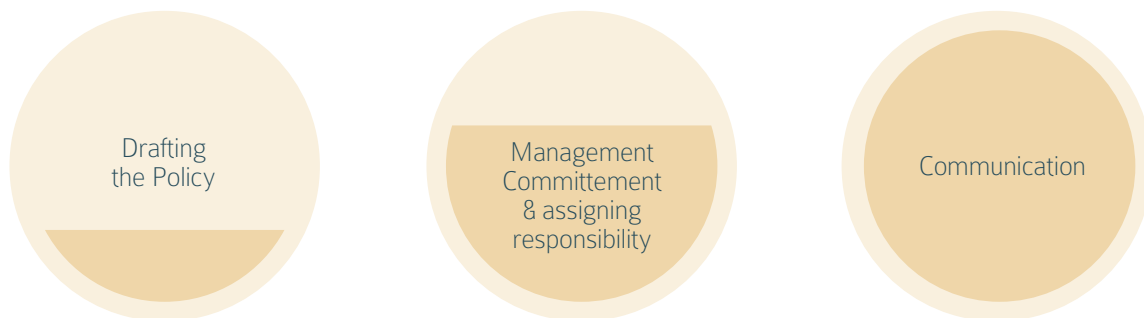 Drafting
the Policy
Management
Committement
& assigning
responsibility
Communication